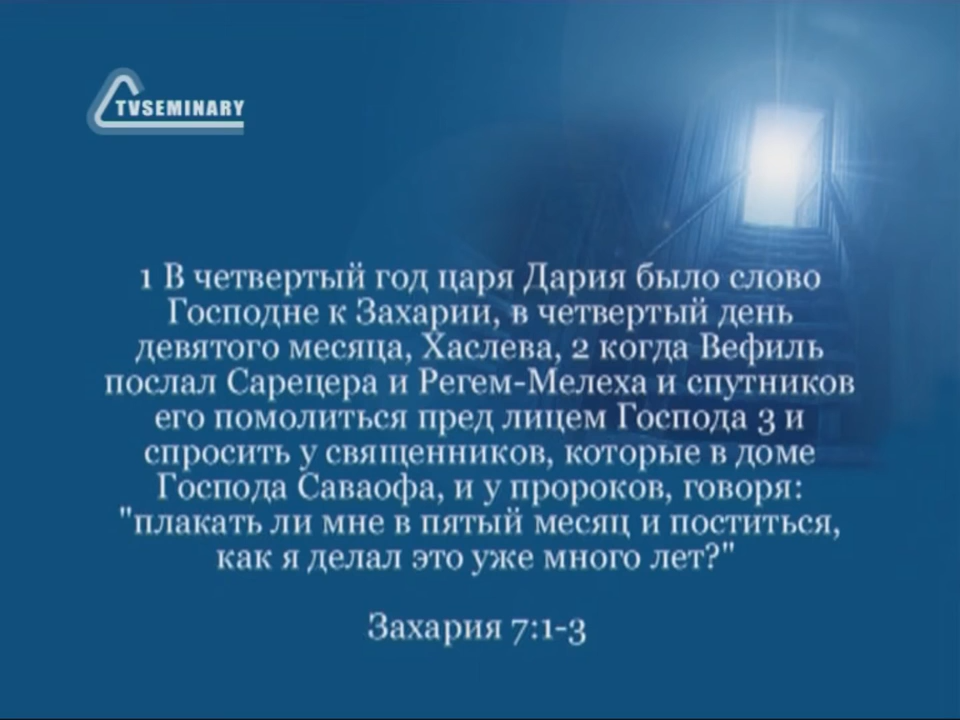 TVSEMINARY
1 В четвертый год царя Дария было слово
Господне к Захарии, в четвертый день
девятого месяца, Хаслева, 2 когда Вефиль
послал Сарецера и Регем-Мелеха и спутников
его помолиться пред лицем Господа 3 и
спросить у священников, которые в доме
Господа Саваофа, и у пророков, говоря:
"плакать ли мне в пятый месяц и поститься,
как я делал это уже много лет?"
Захария 7:1-3